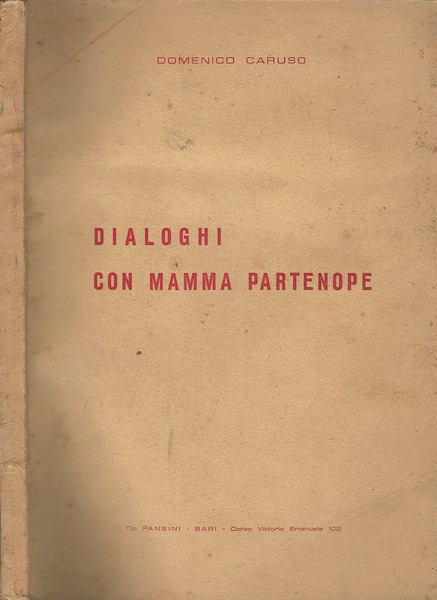 DOMENICO CARUSO
DIALOGHI
CON MAMMA PARTENOPE
Tip. PANSINI - BARI - Corso Vittorio Emanuele 102